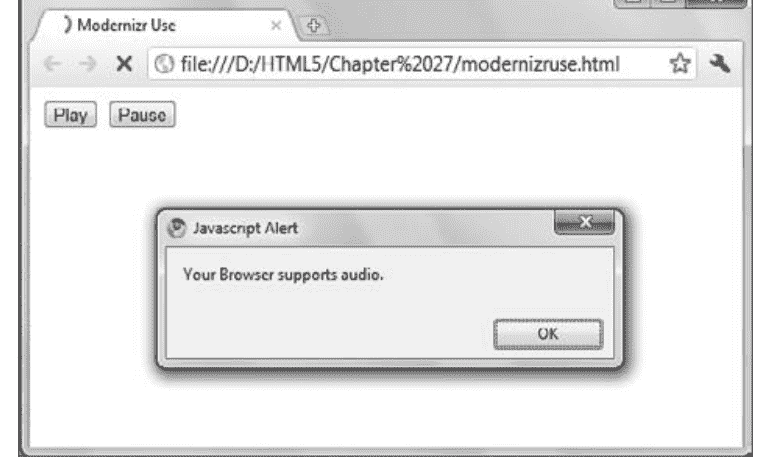 Modernizr Use
file:///D:/HTML5/Chapter%2027/modernizruse.html
Play Pause
Javascript Alert
Your Browser supports audio.
OK